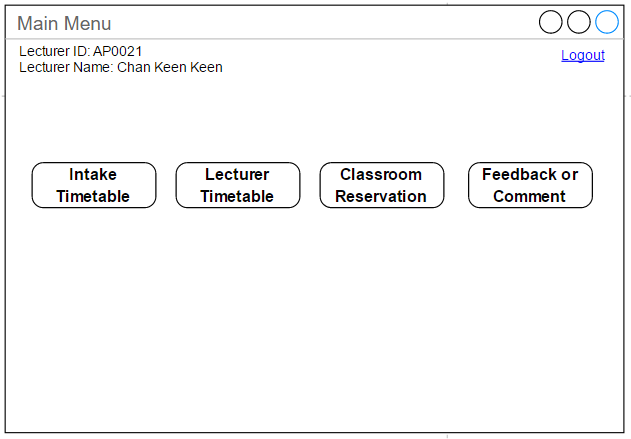 Main Menu
Lecturer ID: AP0021
Lecturer Name: Chan Keen Keen
Logout
Intake
Timetable
Lecturer
Timetable
Classroom
Reservation
Feedback or
Comment